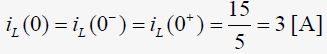 i_L(0) = i_L(0⁻) = i_L(0⁺) = 15/5 = 3 [A]